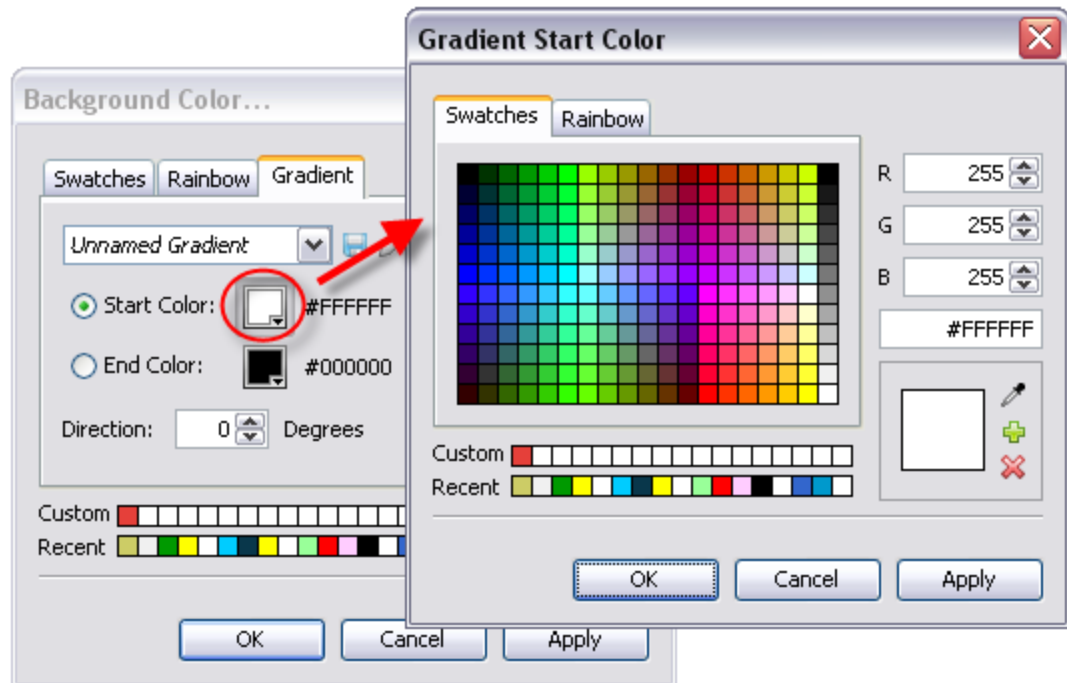 Background Color...
Swatches Rainbow Gradient
Unnamed Gradient
Start Color: #FFFFFF
End Color: #000000
Direction: 0 Degrees
Custom
Recent
OK Cancel Apply
Gradient Start Color
Swatches Rainbow
R 255
G 255
B 255
#FFFFFF
Custom
Recent
OK Cancel Apply